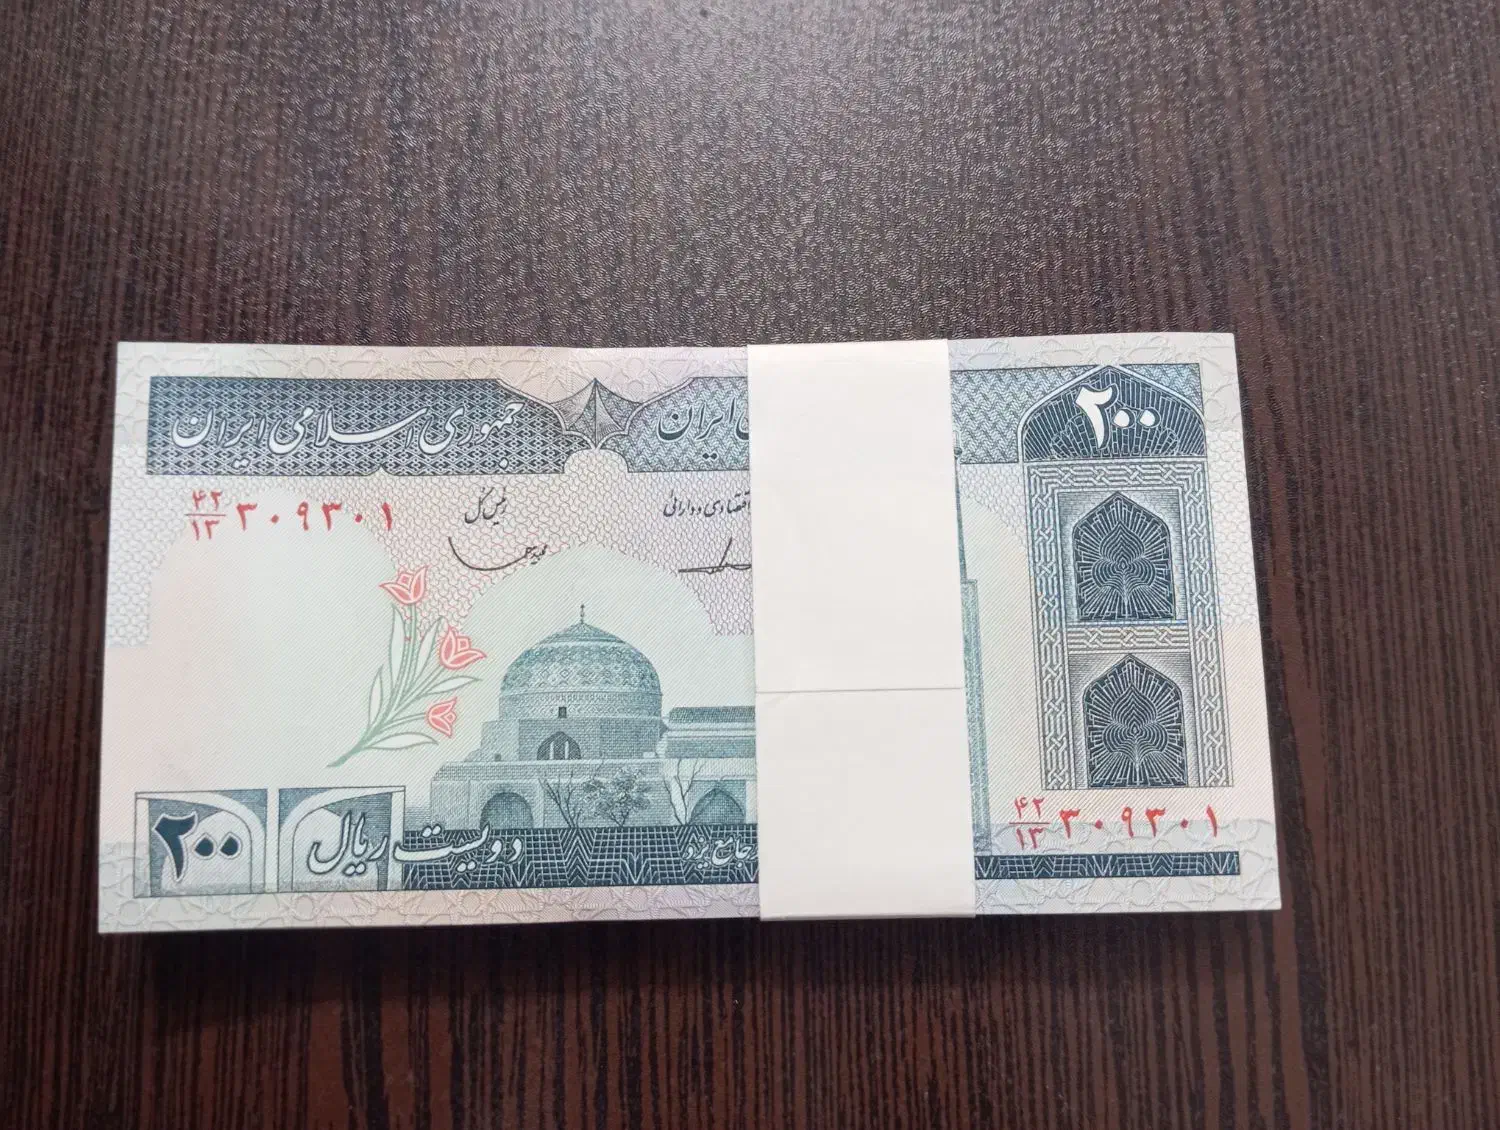 جمهوری اسلامی ایران
ایران
۲۰۰
۴۲/۱۳ ۳۰۹۳۰۱
رئیس کل
اقتصادی و دارائی
۴۲/۱۳ ۳۰۹۳۰۱
۲۰۰
دویست ریال
جامع یزد